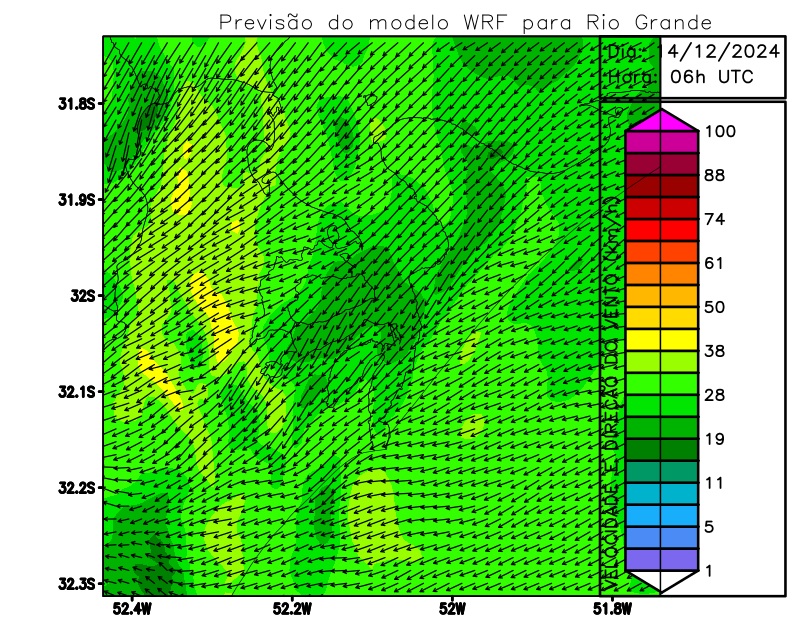 Previsão do modelo WRF para Rio Grande
Dia: 14/12/2024
Hora: 06h UTC
31.8S
31.9S
32S
32.1S
32.2S
32.3S
52.4W
52.2W
52W
51.8W
VELOCIDADE E DIREÇÃO DO VENTO (km/h)
100
88
74
61
50
38
28
19
11
5
1